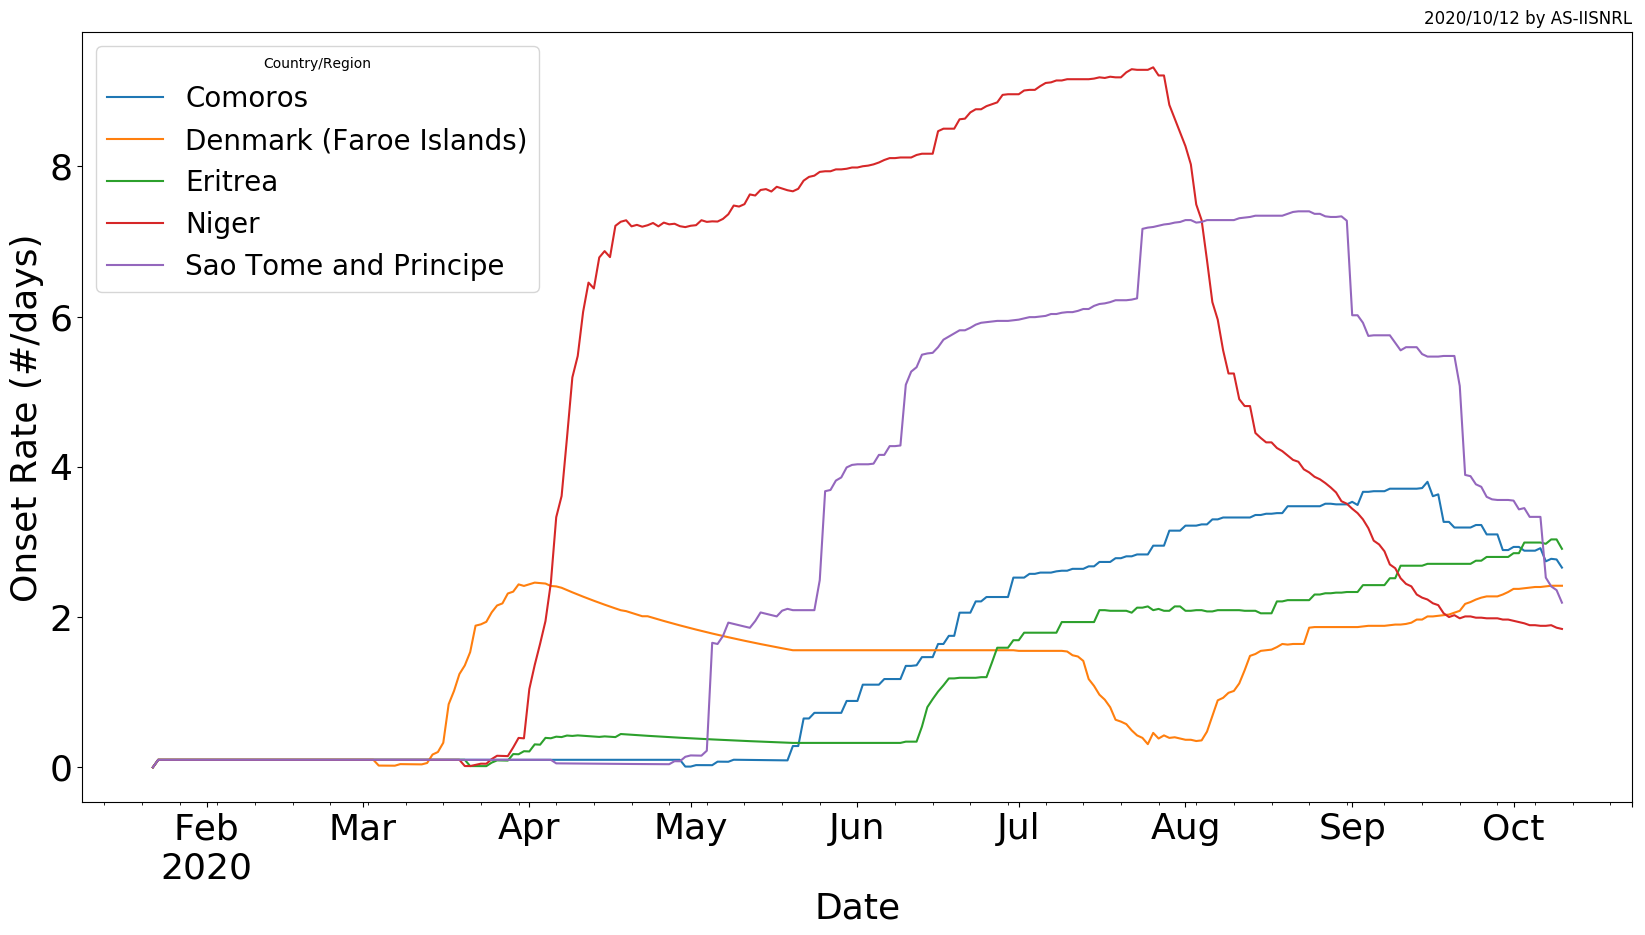 2020/10/12 by AS-IISNRL
Country/Region
Comoros
Denmark (Faroe Islands)
Eritrea
Niger
Sao Tome and Principe
Onset Rate (#/days)
8
6
4
2
0
Feb Mar Apr May Jun Jul Aug Sep Oct
2020
Date